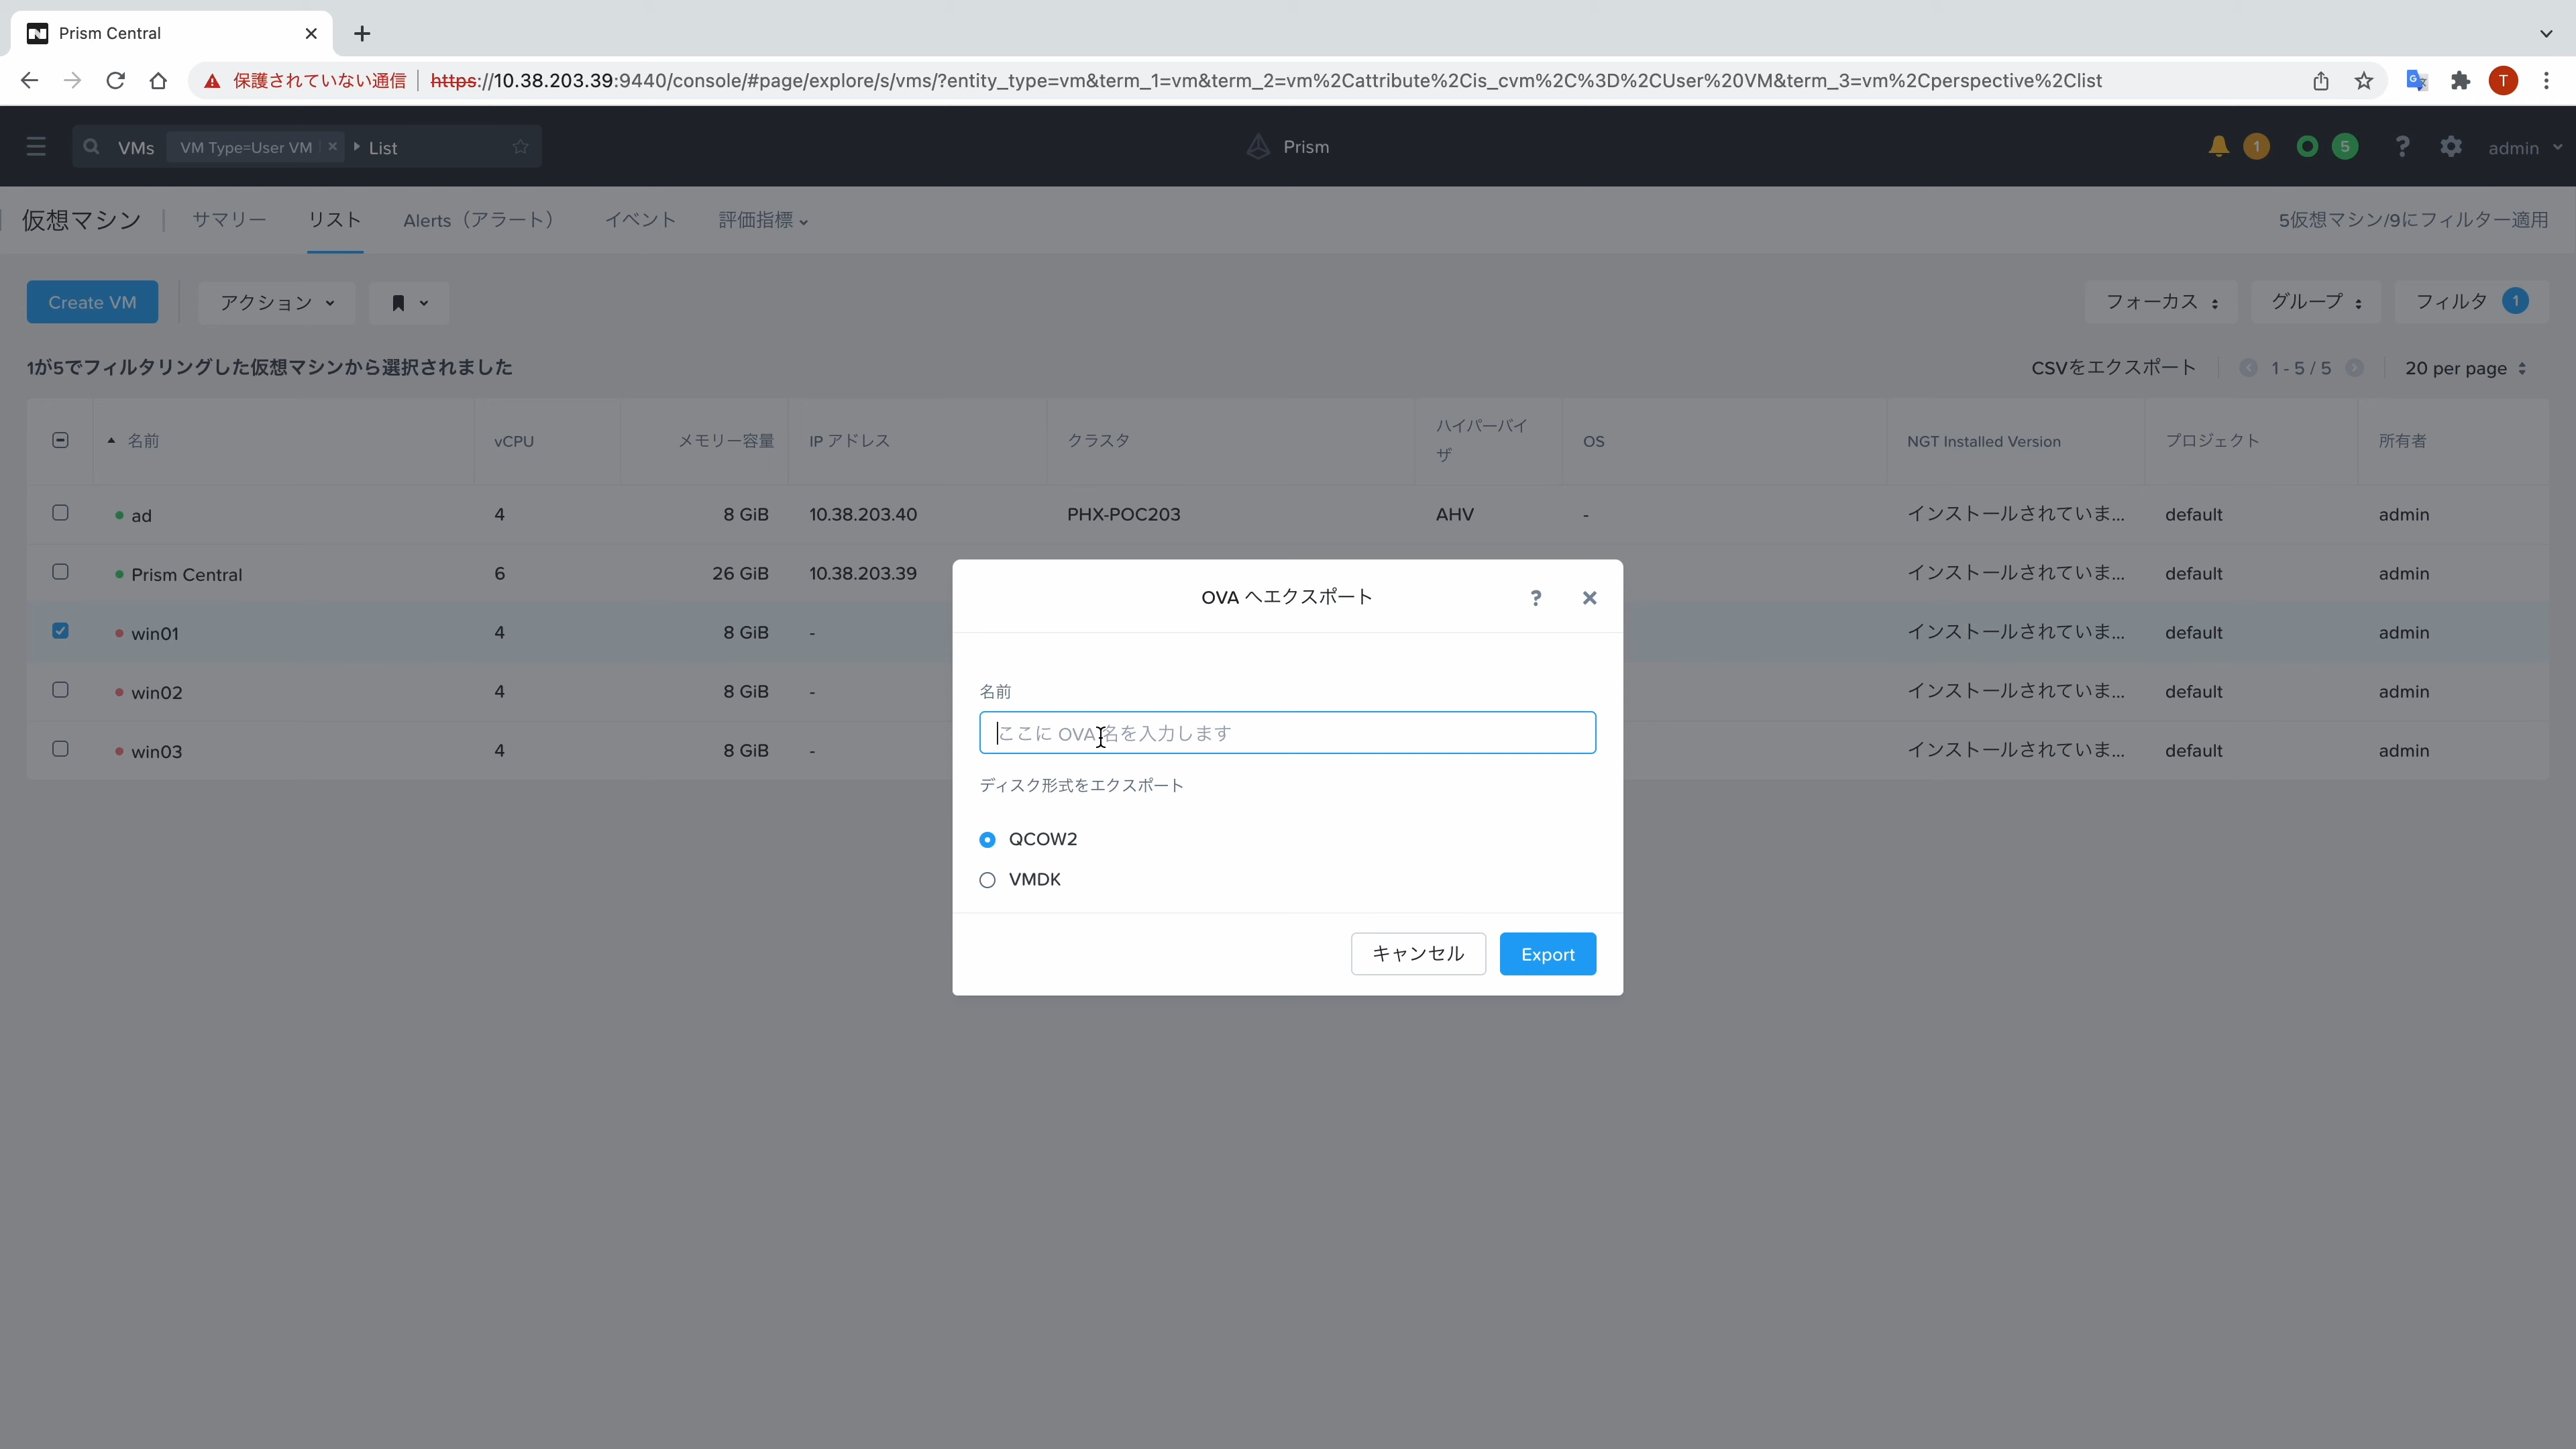 Prism Central
保護されていない通信 https://10.38.203.39:9440/console/#page/explore/s/vms/?entity_type=vm&term_1=vm&term_2=vm%2Cattribute%2Cis_cvm%2C%3D%2CUser%20VM&term_3=vm%2Cperspective%2Clist T
VMs VM Type=User VM × List Prism 1 5 ? admin
仮想マシン サマリー リスト Alerts（アラート） イベント 評価指標 5仮想マシン/9にフィルター適用
Create VM アクション フォーカス グループ フィルタ 1
1が5でフィルタリングした仮想マシンから選択されました CSVをエクスポート 1 - 5 / 5 20 per page
名前 vCPU メモリー容量 IP アドレス クラスタ ハイパーバイ OS NGT Installed Version プロジェクト 所有者
ザ
ad 4 8 GiB 10.38.203.40 PHX-POC203 AHV - インストールされていま... default admin
Prism Central 6 26 GiB 10.38.203.39 インストールされていま... default admin
win01 4 8 GiB - インストールされていま... default admin
win02 4 8 GiB - インストールされていま... default admin
win03 4 8 GiB - インストールされていま... default admin
OVA へエクスポート ? ×
名前
ここに OVA 名を入力します
ディスク形式をエクスポート
QCOW2
VMDK
キャンセル Export